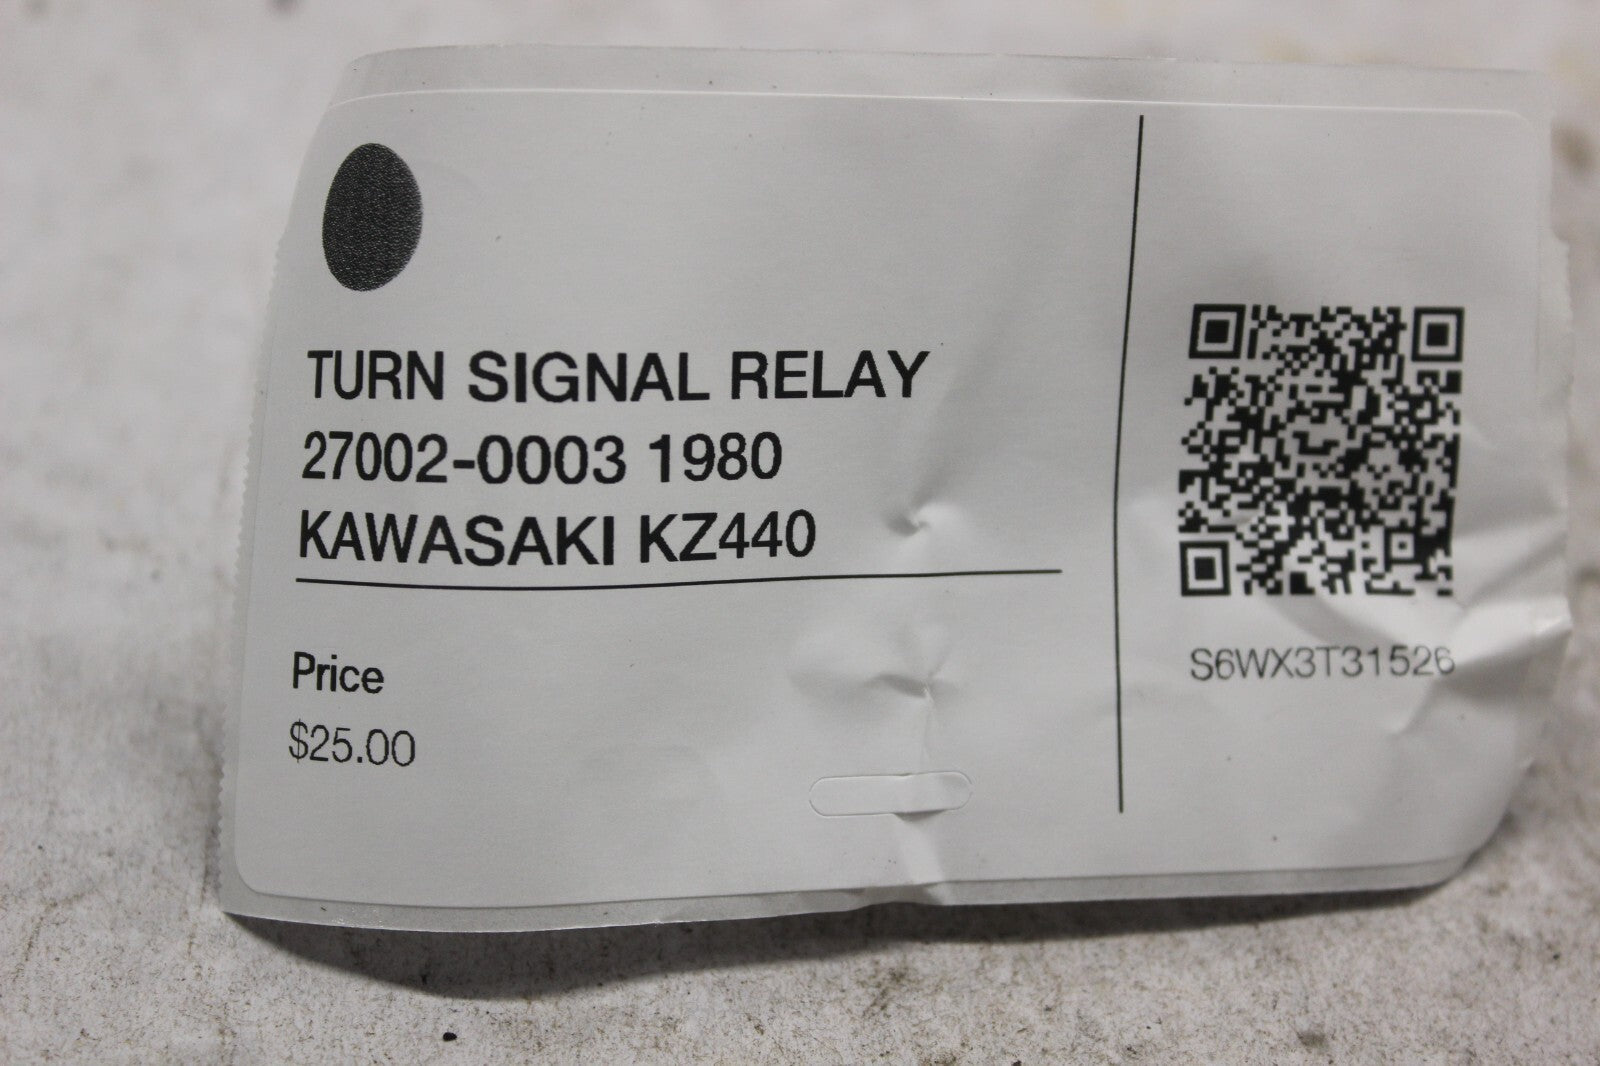 TURN SIGNAL RELAY
27002-0003 1980
KAWASAKI KZ440
Price
$25.00
S6WX3T31526